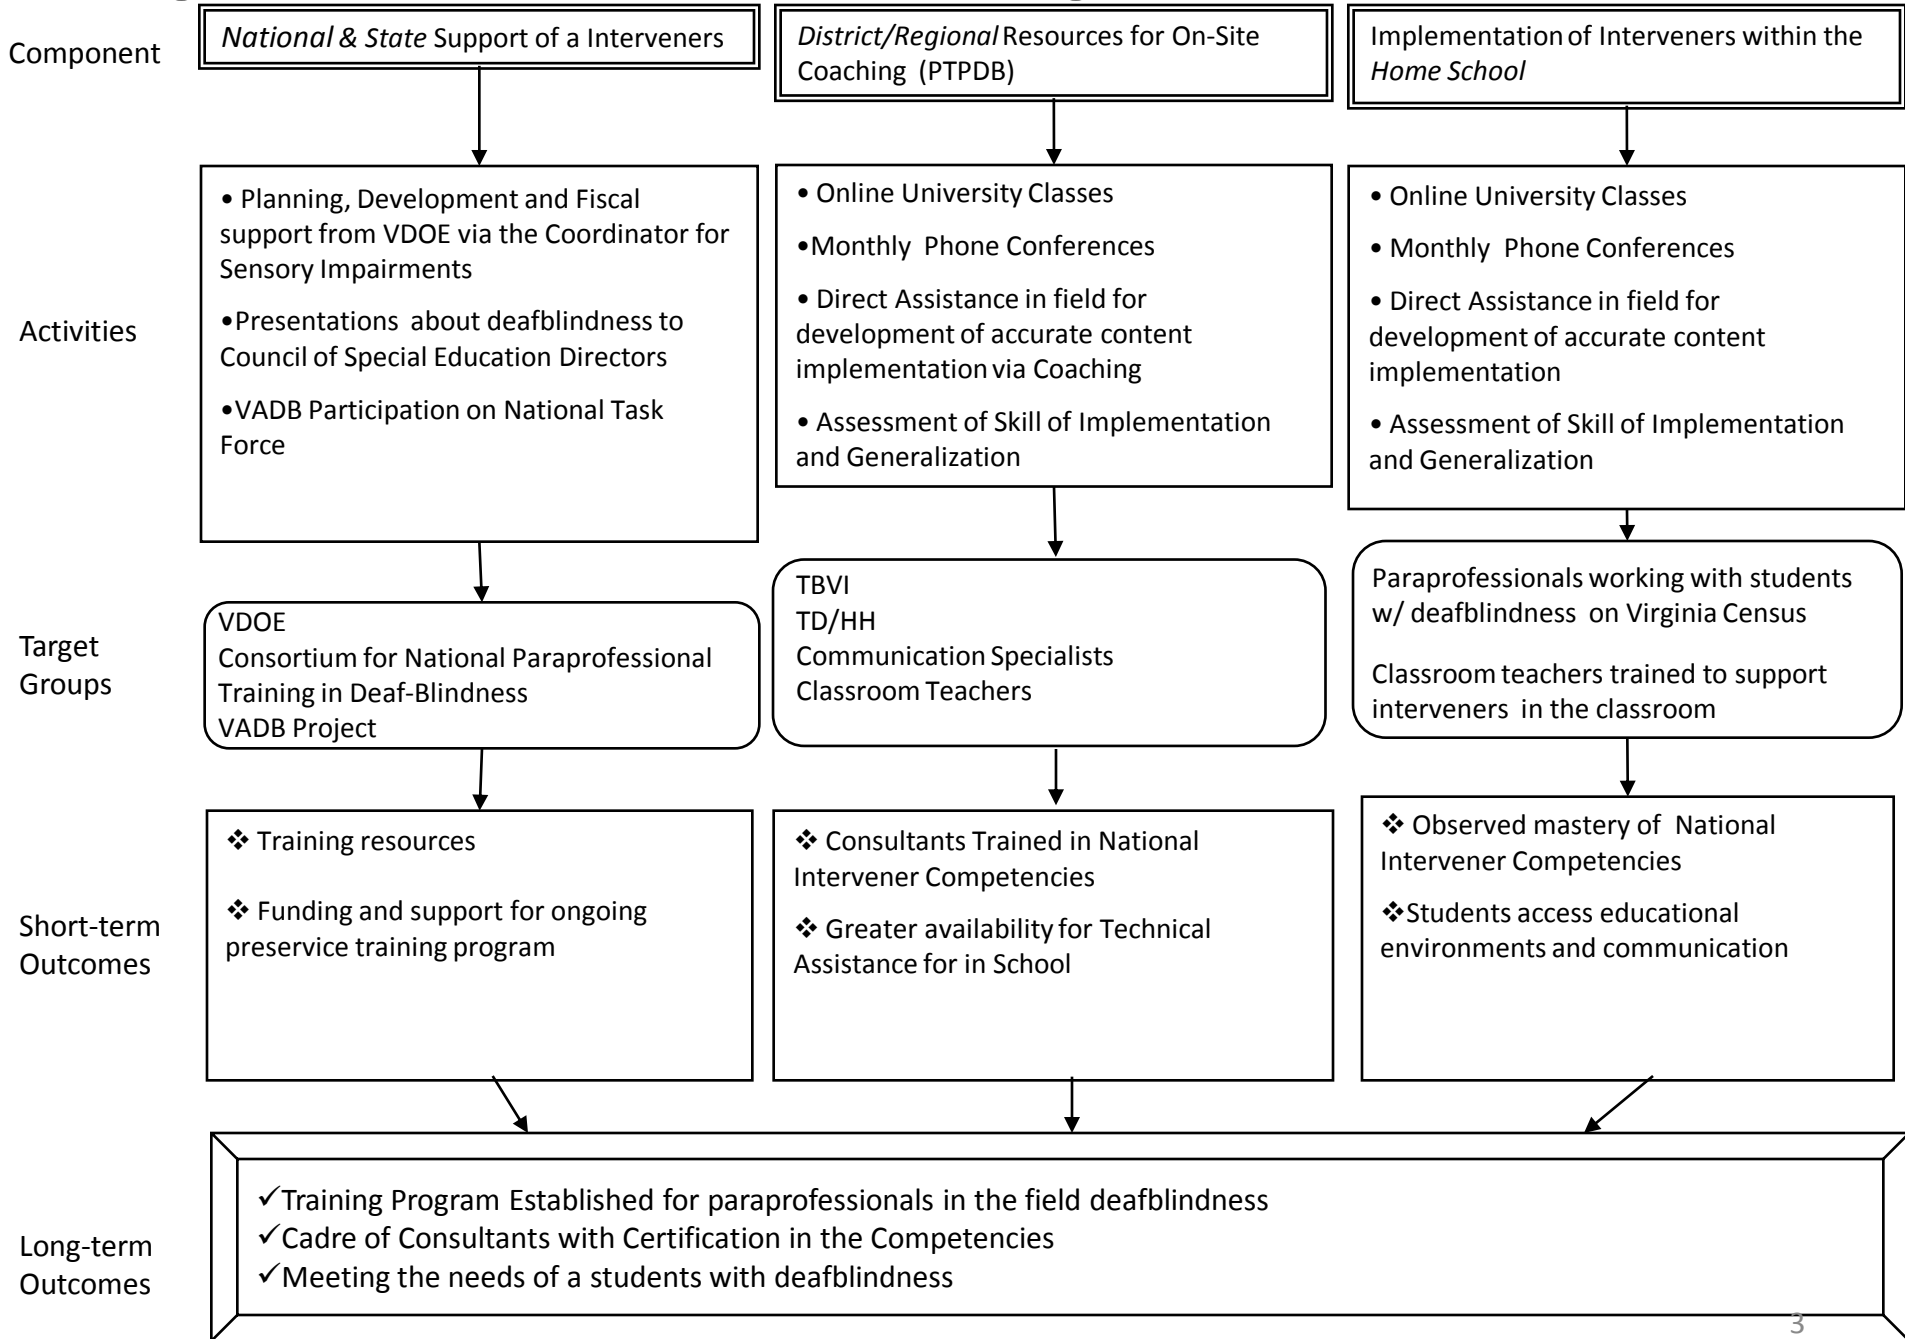 Component
National & State Support of a Interveners
District/Regional Resources for On-Site
Coaching (PTPDB)
Implementation of Interveners within the
Home School
Activities
• Planning, Development and Fiscal
support from VDOE via the Coordinator for
Sensory Impairments
•Presentations about deafblindness to
Council of Special Education Directors
•VADB Participation on National Task
Force
• Online University Classes
•Monthly Phone Conferences
• Direct Assistance in field for
development of accurate content
implementation via Coaching
• Assessment of Skill of Implementation
and Generalization
• Online University Classes
• Monthly Phone Conferences
• Direct Assistance in field for
development of accurate content
implementation
• Assessment of Skill of Implementation
and Generalization
Target
Groups
VDOE
Consortium for National Paraprofessional
Training in Deaf-Blindness
VADB Project
TBVI
TD/HH
Communication Specialists
Classroom Teachers
Paraprofessionals working with students
w/ deafblindness on Virginia Census
Classroom teachers trained to support
interveners in the classroom
Short-term
Outcomes
❖ Training resources
❖ Funding and support for ongoing
preservice training program
❖ Consultants Trained in National
Intervener Competencies
❖ Greater availability for Technical
Assistance for in School
❖ Observed mastery of National
Intervener Competencies
❖Students access educational
environments and communication
Long-term
Outcomes
✓Training Program Established for paraprofessionals in the field deafblindness
✓Cadre of Consultants with Certification in the Competencies
✓Meeting the needs of a students with deafblindness
3